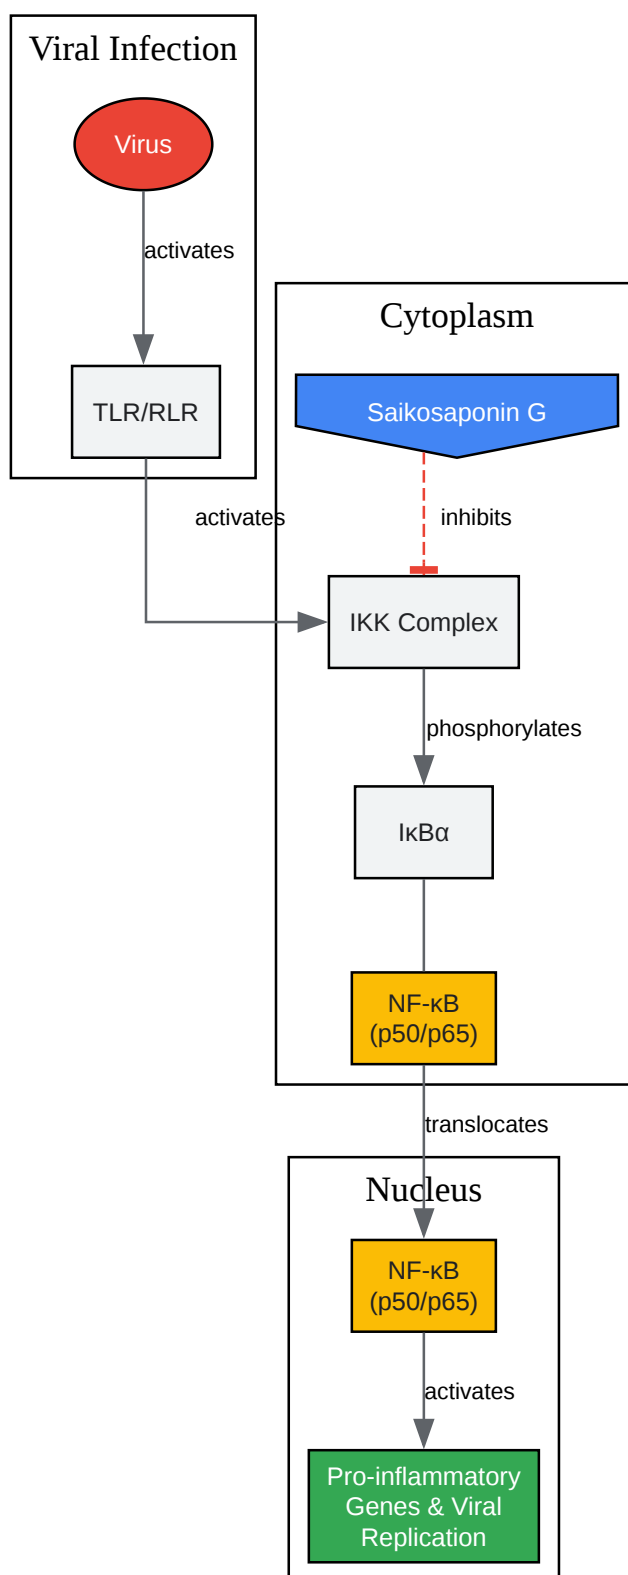 Viral Infection
Virus
activates
TLR/RLR
activates
Cytoplasm
Saikosaponin G
inhibits
IKK Complex
phosphorylates
IκBα
NF-κB
(p50/p65)
translocates
Nucleus
NF-κB
(p50/p65)
activates
Pro-inflammatory
Genes & Viral
Replication